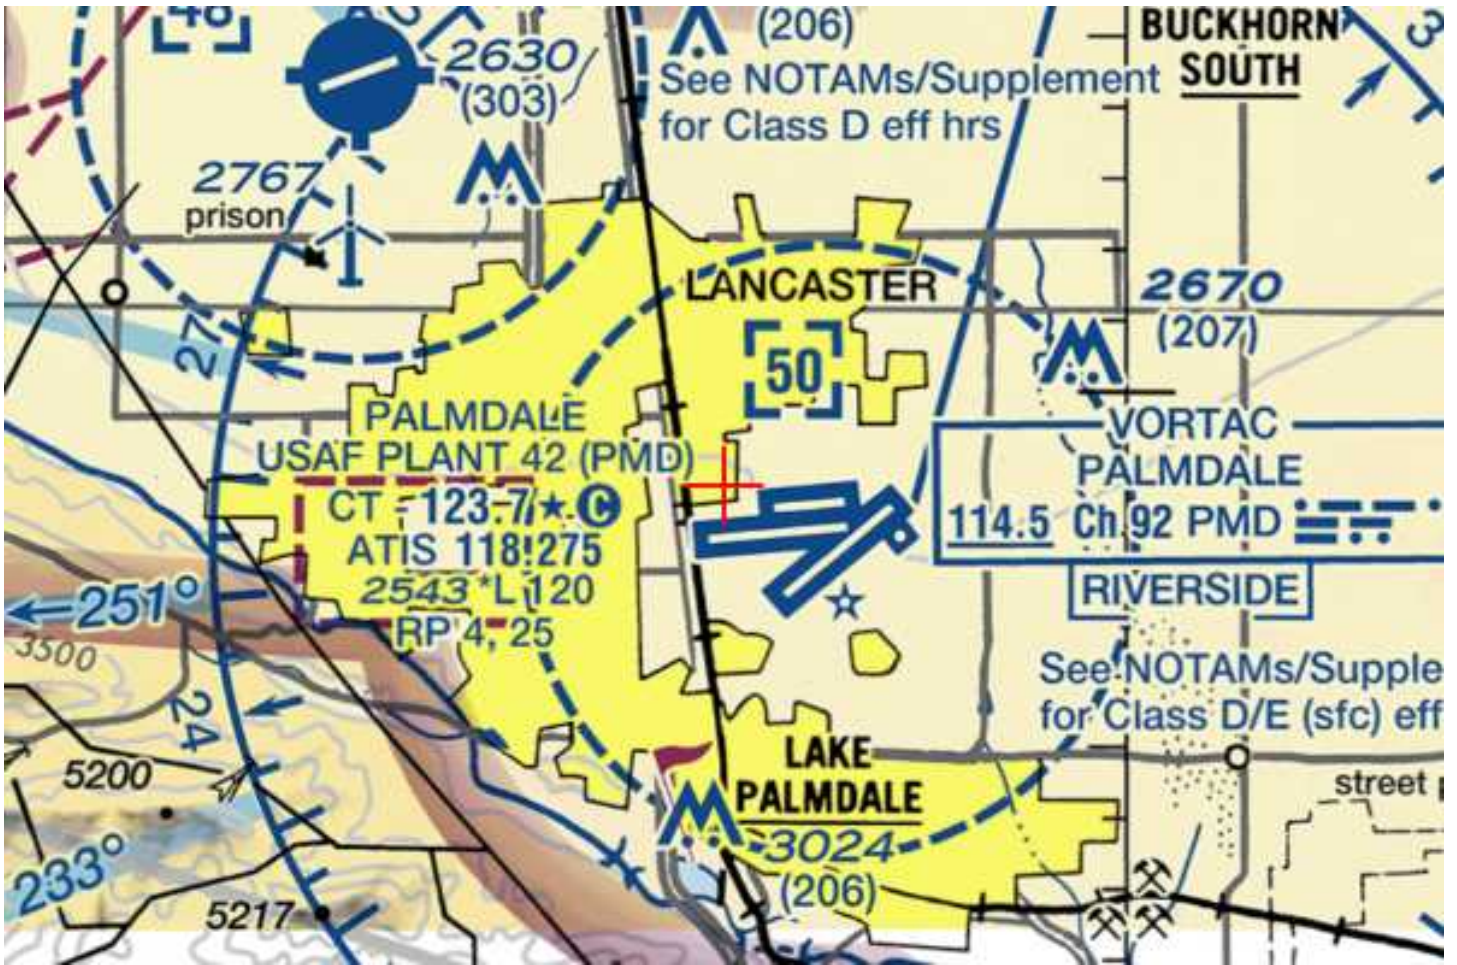 48
2630
(303)
(206)
See NOTAMs/Supplement
for Class D eff hrs
BUCKHORN
SOUTH
3
2767
prison
LANCASTER
2670
(207)
27
50
PALMDALE
USAF PLANT 42 (PMD)
CT - 123.7 ★ C
ATIS 118.275
2543 *L 120
RP 4, 25
VORTAC
PALMDALE
114.5 Ch 92 PMD
RIVERSIDE
251°
3500
See NOTAMs/Supple
for Class D/E (sfc) eff
24
5200
LAKE
PALMDALE
street
3024
(206)
233°
5217